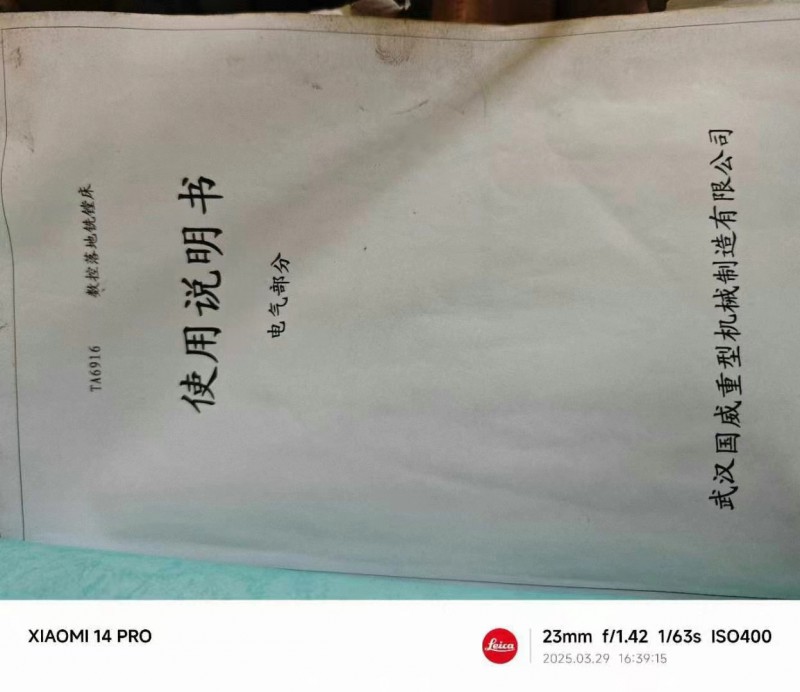 TA6916 数控落地铣镗床
使用说明书
电气部分
武汉国威重型机械制造有限公司
XIAOMI 14 PRO
Leica
23mm f/1.42 1/63s ISO400
2025.03.29 16:39:15